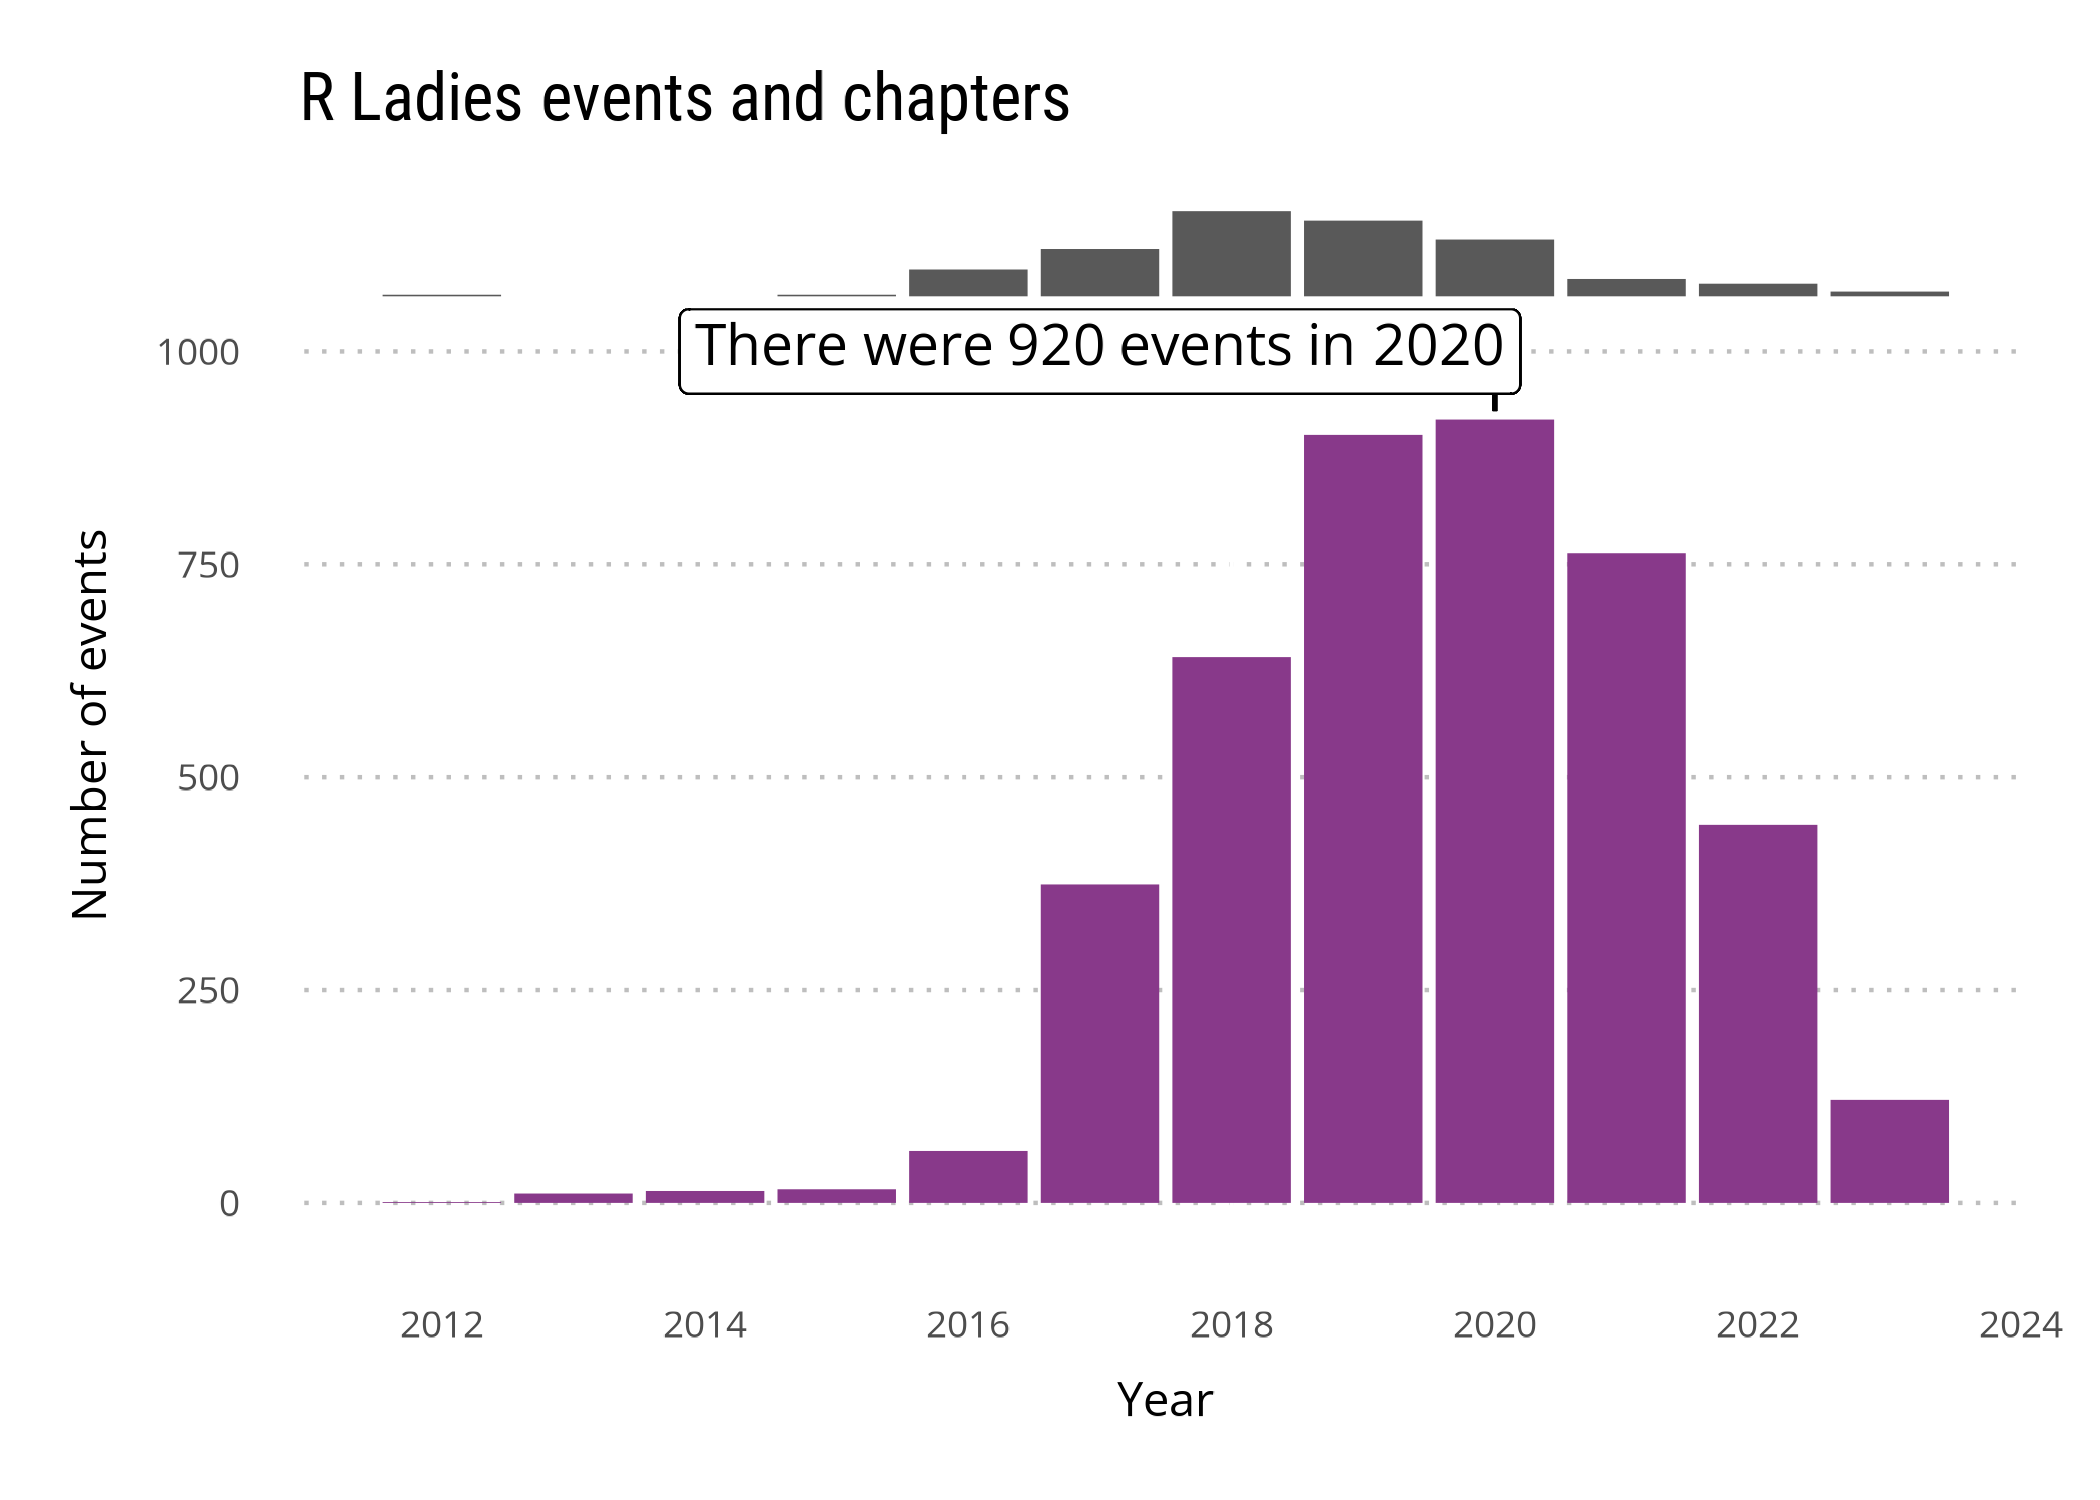 R Ladies events and chapters
There were 920 events in 2020
1000
750
500
250
0
Number of events
2012 2014 2016 2018 2020 2022 2024
Year